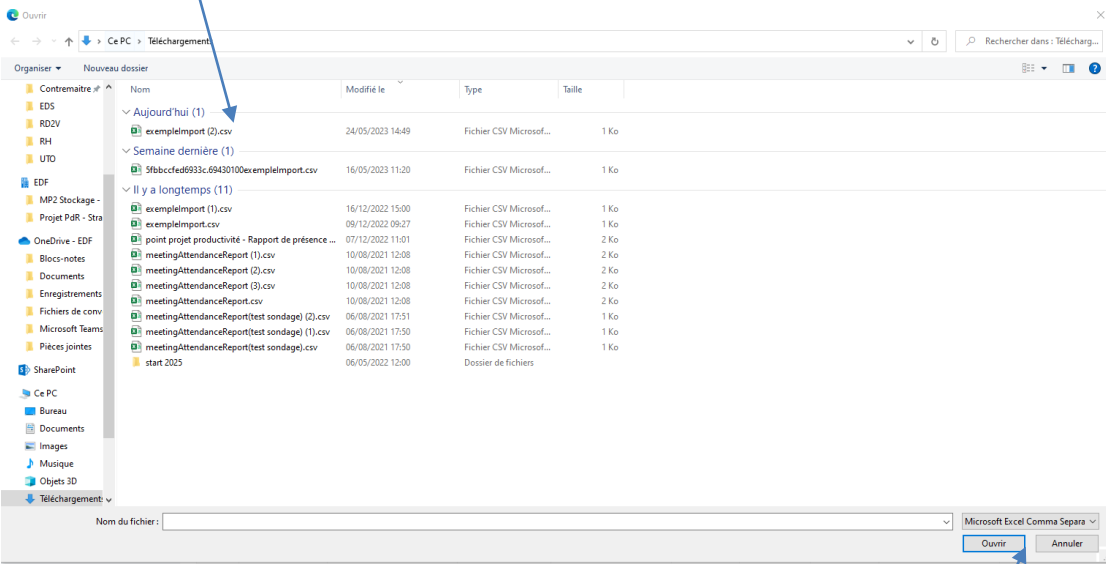 Ouvrir
Ce PC › Téléchargements
Rechercher dans : Télécharg...
Organiser Nouveau dossier
Contremaitre
EDS
RD2V
RH
UTO
EDF
MP2 Stockage -
Projet PdR - Stra
OneDrive - EDF
Blocs-notes
Documents
Enregistrements
Fichiers de conv
Microsoft Teams
Pièces jointes
SharePoint
Ce PC
Bureau
Documents
Images
Musique
Objets 3D
Téléchargements
Nom Modifié le Type Taille
Aujourd'hui (1)
exempleImport (2).csv 24/05/2023 14:49 Fichier CSV Microsof... 1 Ko
Semaine dernière (1)
5fbbccfed6933c.69430100exempleImport.csv 16/05/2023 11:20 Fichier CSV Microsof... 1 Ko
Il y a longtemps (11)
exempleImport (1).csv 16/12/2022 15:00 Fichier CSV Microsof... 1 Ko
exempleImport.csv 09/12/2022 09:27 Fichier CSV Microsof... 1 Ko
point projet productivité - Rapport de présence ... 07/12/2022 11:01 Fichier CSV Microsof... 2 Ko
meetingAttendanceReport (1).csv 10/08/2021 12:08 Fichier CSV Microsof... 2 Ko
meetingAttendanceReport (2).csv 10/08/2021 12:08 Fichier CSV Microsof... 2 Ko
meetingAttendanceReport (3).csv 10/08/2021 12:08 Fichier CSV Microsof... 2 Ko
meetingAttendanceReport.csv 10/08/2021 12:08 Fichier CSV Microsof... 2 Ko
meetingAttendanceReport(test sondage) (2).csv 06/08/2021 17:51 Fichier CSV Microsof... 1 Ko
meetingAttendanceReport(test sondage) (1).csv 06/08/2021 17:50 Fichier CSV Microsof... 1 Ko
meetingAttendanceReport(test sondage).csv 06/08/2021 17:50 Fichier CSV Microsof... 1 Ko
start 2025 06/05/2022 12:00 Dossier de fichiers
Nom du fichier :
Microsoft Excel Comma Separa
Ouvrir Annuler